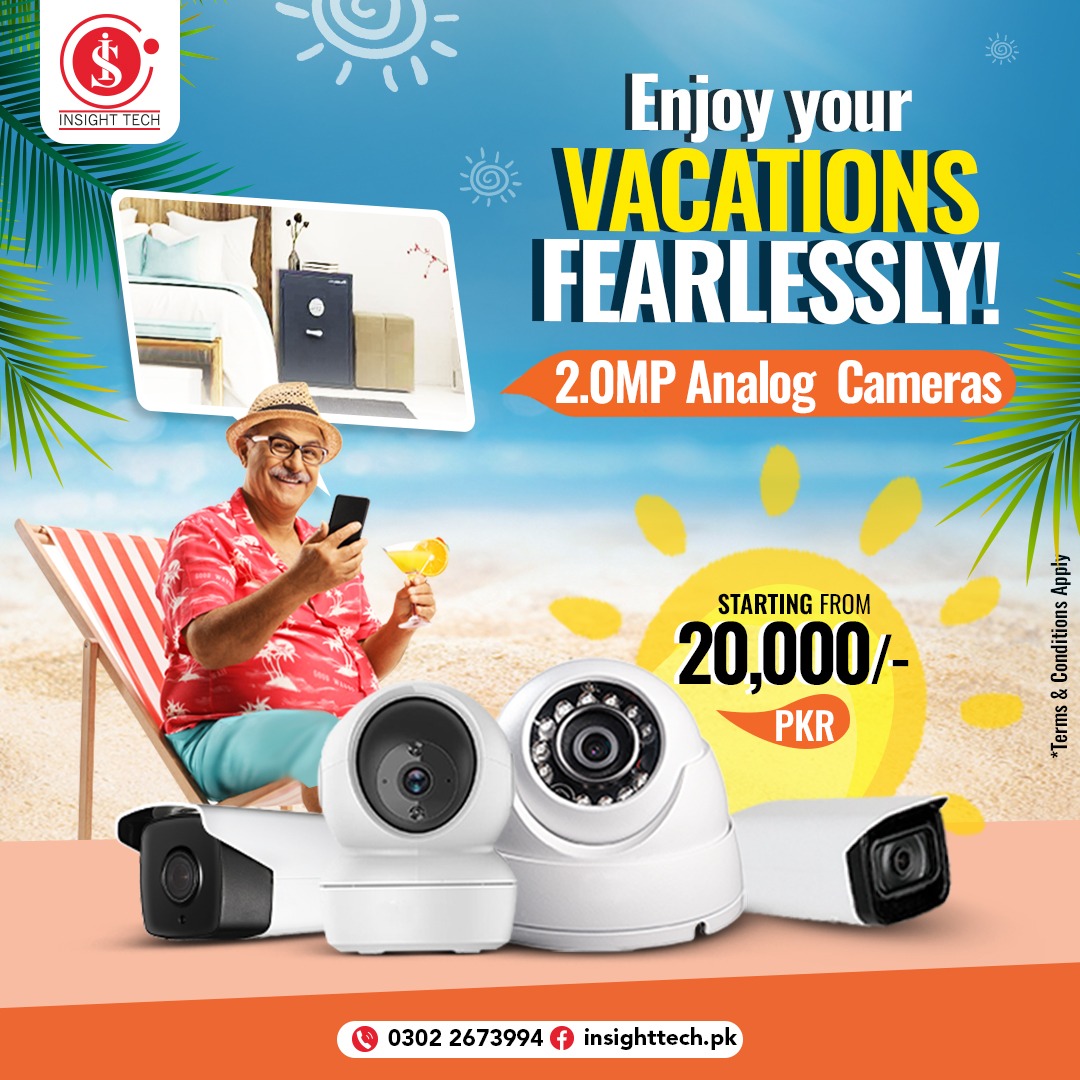 INSIGHT TECH
Enjoy your
VACATIONS
FEARLESSLY!
2.0MP Analog Cameras
STARTING FROM
20,000/-
PKR
*Terms & Conditions Apply
0302 2673994 insighttech.pk